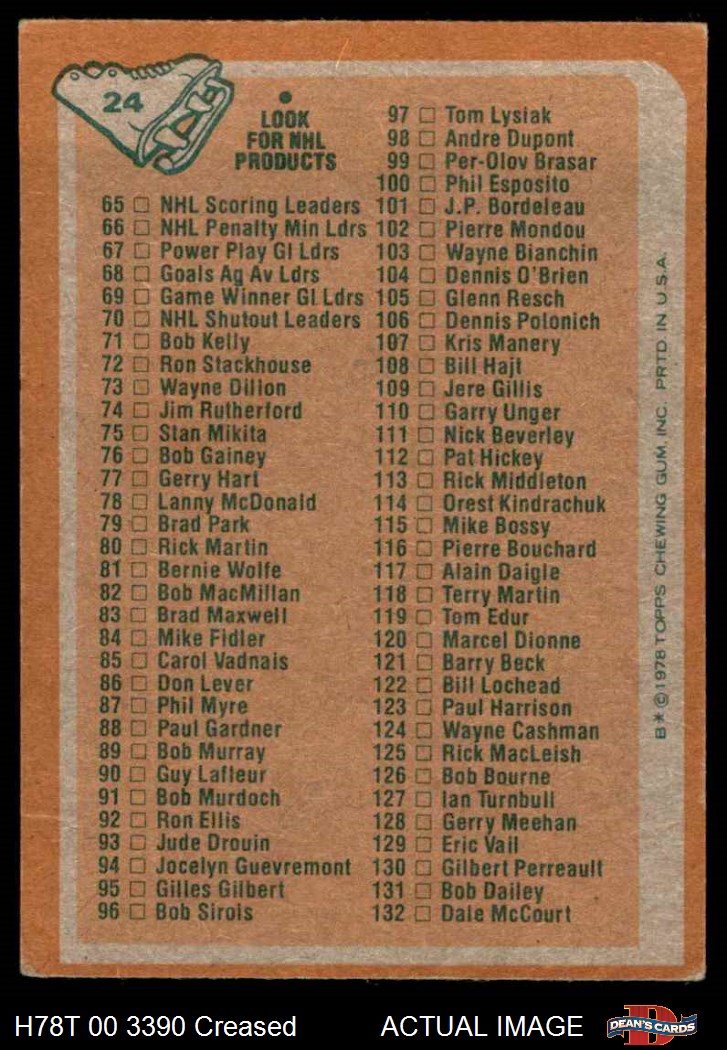 24
LOOK
FOR NHL
PRODUCTS
65 NHL Scoring Leaders
66 NHL Penalty Min Ldrs
67 Power Play Gl Ldrs
68 Goals Ag Av Ldrs
69 Game Winner Gl Ldrs
70 NHL Shutout Leaders
71 Bob Kelly
72 Ron Stackhouse
73 Wayne Dillon
74 Jim Rutherford
75 Stan Mikita
76 Bob Gainey
77 Gerry Hart
78 Lanny McDonald
79 Brad Park
80 Rick Martin
81 Bernie Wolfe
82 Bob MacMillan
83 Brad Maxwell
84 Mike Fidler
85 Carol Vadnais
86 Don Lever
87 Phil Myre
88 Paul Gardner
89 Bob Murray
90 Guy Lafleur
91 Bob Murdoch
92 Ron Ellis
93 Jude Drouin
94 Jocelyn Guevremont
95 Gilles Gilbert
96 Bob Sirois
97 Tom Lysiak
98 Andre Dupont
99 Per-Olov Brasar
100 Phil Esposito
101 J.P. Bordeleau
102 Pierre Mondou
103 Wayne Bianchin
104 Dennis O'Brien
105 Glenn Resch
106 Dennis Polonich
107 Kris Manery
108 Bill Hajt
109 Jere Gillis
110 Garry Unger
111 Nick Beverley
112 Pat Hickey
113 Rick Middleton
114 Orest Kindrachuk
115 Mike Bossy
116 Pierre Bouchard
117 Alain Daigle
118 Terry Martin
119 Tom Edur
120 Marcel Dionne
121 Barry Beck
122 Bill Lochead
123 Paul Harrison
124 Wayne Cashman
125 Rick MacLeish
126 Bob Bourne
127 Ian Turnbull
128 Gerry Meehan
129 Eric Vail
130 Gilbert Perreault
131 Bob Dailey
132 Dale McCourt
B* ©1978 TOPPS CHEWING GUM, INC. PRTD IN U.S.A.
H78T 00 3390 Creased
ACTUAL IMAGE
DEAN'S CARDS